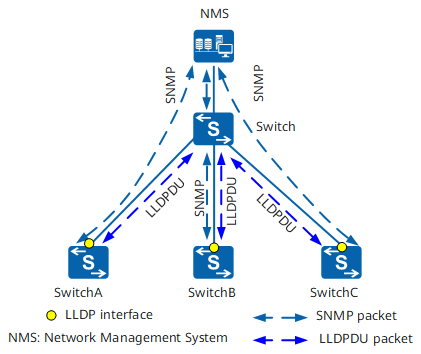 NMS
SNMP
SNMP
S
Switch
LLDPDU
SNMP
LLDPDU
LLDPDU
S
S
S
SwitchA
SwitchB
SwitchC
LLDP interface
SNMP packet
NMS: Network Management System
LLDPDU packet